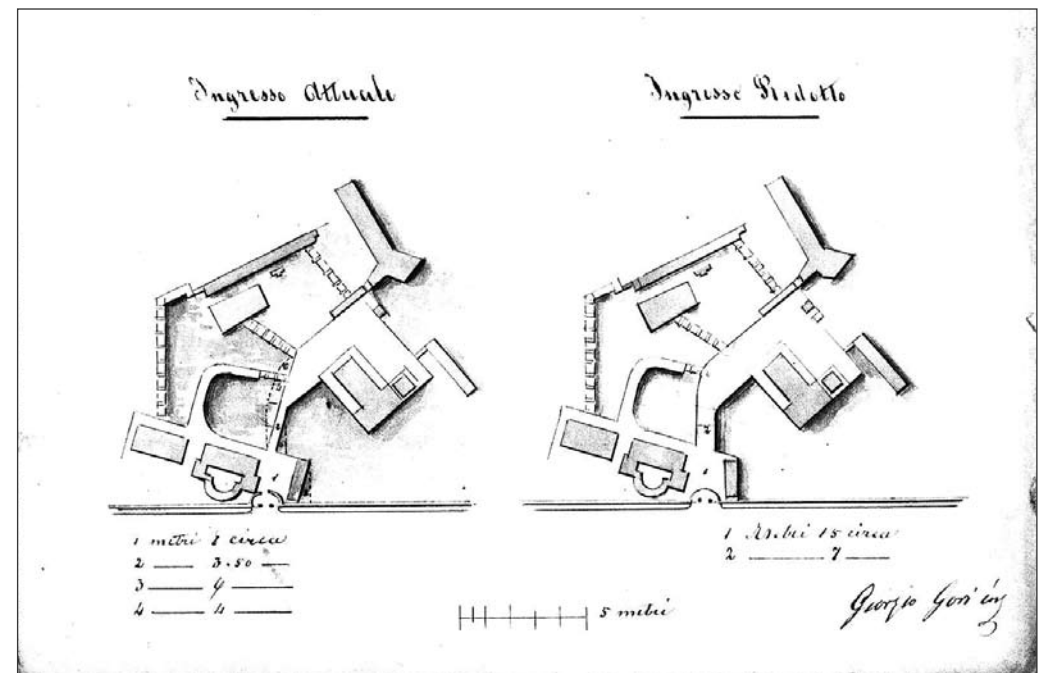 Ingresso Attuale
Ingresso Ridotto
1 metri 8 circa
2 — 3.50 —
3 — 4 —
4 — 4 —
1 Metri 15 circa
2 — 7 —
5 metri
Giorgio Gori